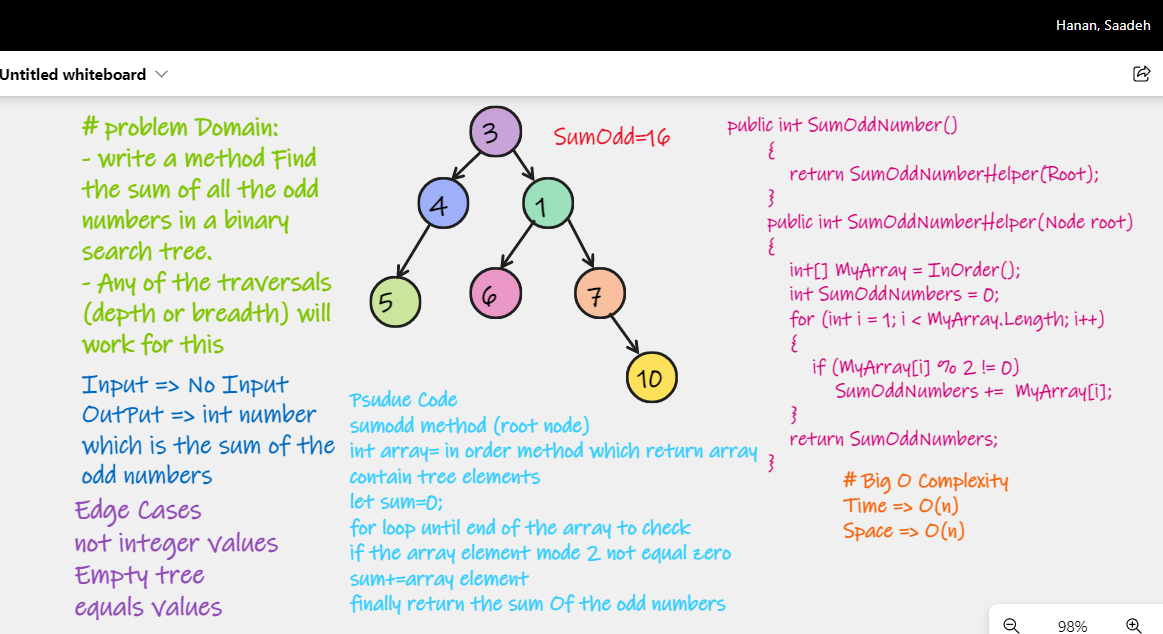 Hanan, Saadeh
Untitled whiteboard
# problem Domain:
- write a method Find
the sum of all the odd
numbers in a binary
search tree.
- Any of the traversals
(depth or breadth) will
work for this
Input => No Input
OutPut => int number
which is the sum of the
odd numbers
Edge Cases
not integer values
Empty tree
equals values
3
SumOdd=16
4
1
5
6
7
10
Psudue Code
sumodd method (root node)
int array= in order method which return array
contain tree elements
let sum=0;
for loop until end of the array to check
if the array element mode 2 not equal zero
sum+=array element
finally return the sum Of the odd numbers
public int SumOddNumber()
{
return SumOddNumberHelper(Root);
}
public int SumOddNumberHelper(Node root)
{
int[] MyArray = InOrder();
int SumOddNumbers = 0;
for (int i = 1; i < MyArray.Length; i++)
{
if (MyArray[i] % 2 != 0)
SumOddNumbers += MyArray[i];
}
return SumOddNumbers;
}
# Big O Complexity
Time => O(n)
Space => O(n)
98%